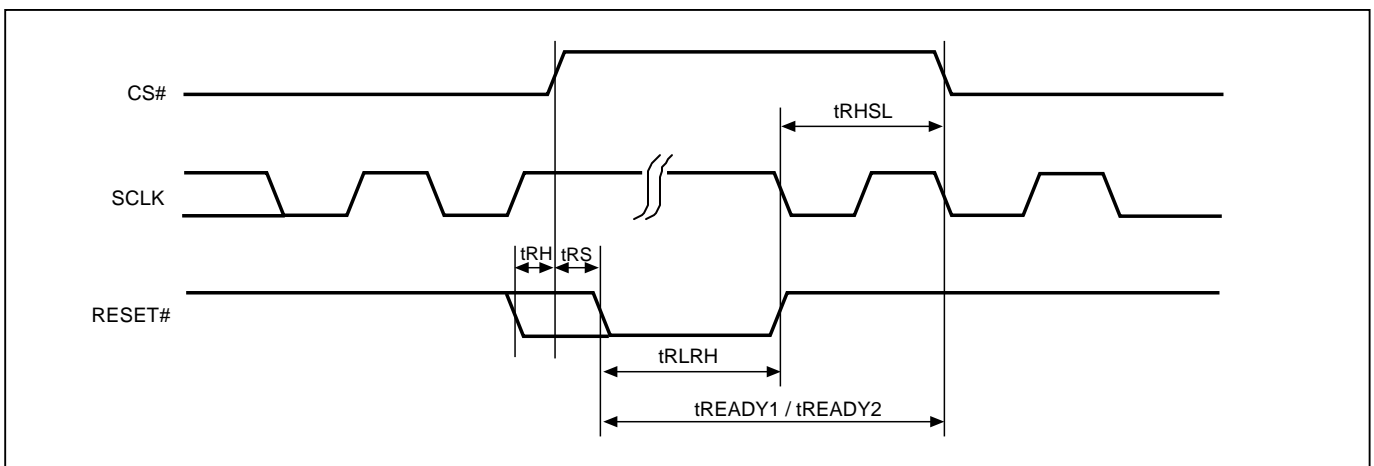 CS#
tRHSL
SCLK
tRH tRS
RESET#
tRLRH
tREADY1 / tREADY2